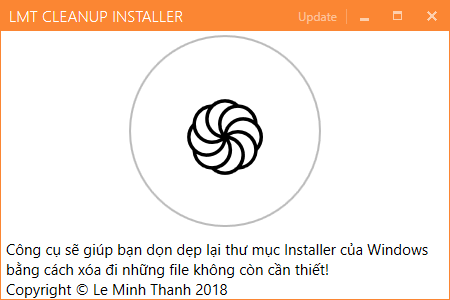 LMT CLEANUP INSTALLER
Update
Công cụ sẽ giúp bạn dọn dẹp lại thư mục Installer của Windows
bằng cách xóa đi những file không còn cần thiết!
Copyright © Le Minh Thanh 2018